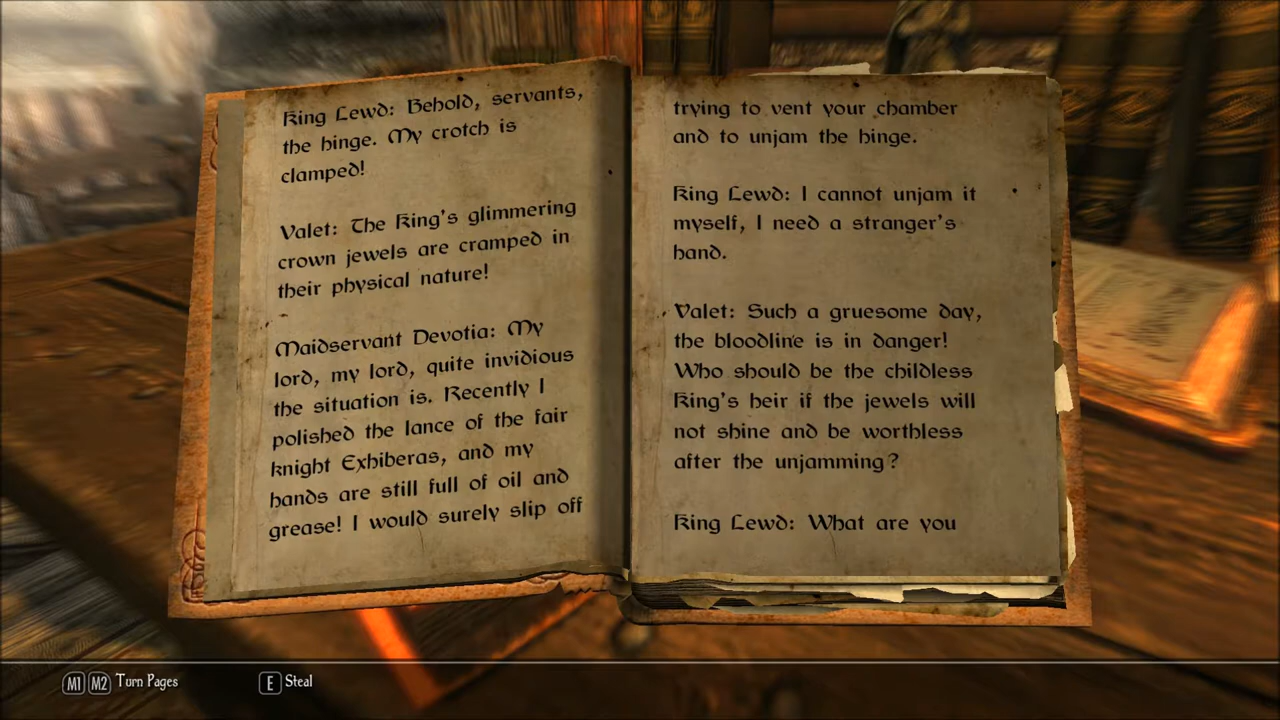 King Lewd: Behold, servants,
the hinge. My crotch is
clamped!
Valet: The King's glimmering
crown jewels are cramped in
their physical nature!
Maidservant Devotia: My
lord, my lord, quite invidious
the situation is. Recently I
polished the lance of the fair
knight Exhiberas, and my
hands are still full of oil and
grease! I would surely slip off
trying to vent your chamber
and to unjam the hinge.
King Lewd: I cannot unjam it
myself, I need a stranger's
hand.
Valet: Such a gruesome day,
the bloodline is in danger!
Who should be the childless
King's heir if the jewels will
not shine and be worthless
after the unjamming?
King Lewd: What are you
M1 M2 Turn Pages
E Steal